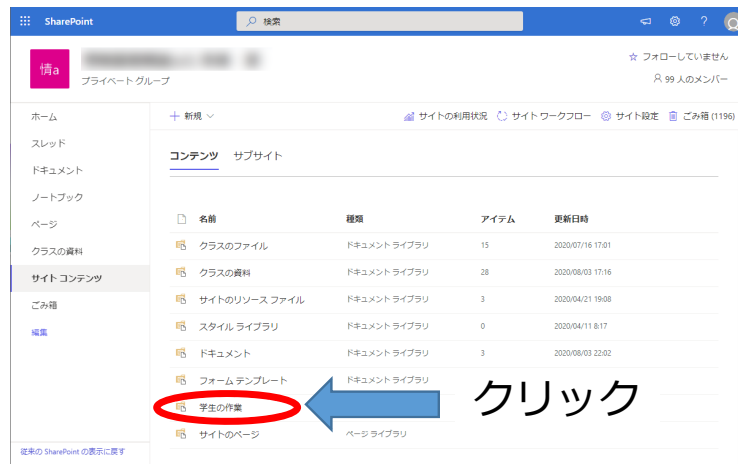 SharePoint
検索
?
情a
プライベート グループ
☆ フォローしていません
99 人のメンバー
ホーム
スレッド
ドキュメント
ノートブック
ページ
クラスの資料
サイト コンテンツ
ごみ箱
編集
従来の SharePoint の表示に戻す
＋ 新規
サイトの利用状況 サイト ワークフロー サイト設定 ごみ箱 (1196)
コンテンツ サブサイト
名前 種類 アイテム 更新日時
クラスのファイル ドキュメント ライブラリ 15 2020/07/16 17:01
クラスの資料 ドキュメント ライブラリ 28 2020/08/03 17:16
サイトのリソース ファイル ドキュメント ライブラリ 3 2020/04/21 19:08
スタイル ライブラリ ドキュメント ライブラリ 0 2020/04/11 8:17
ドキュメント ドキュメント ライブラリ 3 2020/08/03 22:02
フォーム テンプレート ドキュメント ライブラリ
学生の作業
クリック
サイトのページ ページ ライブラリ